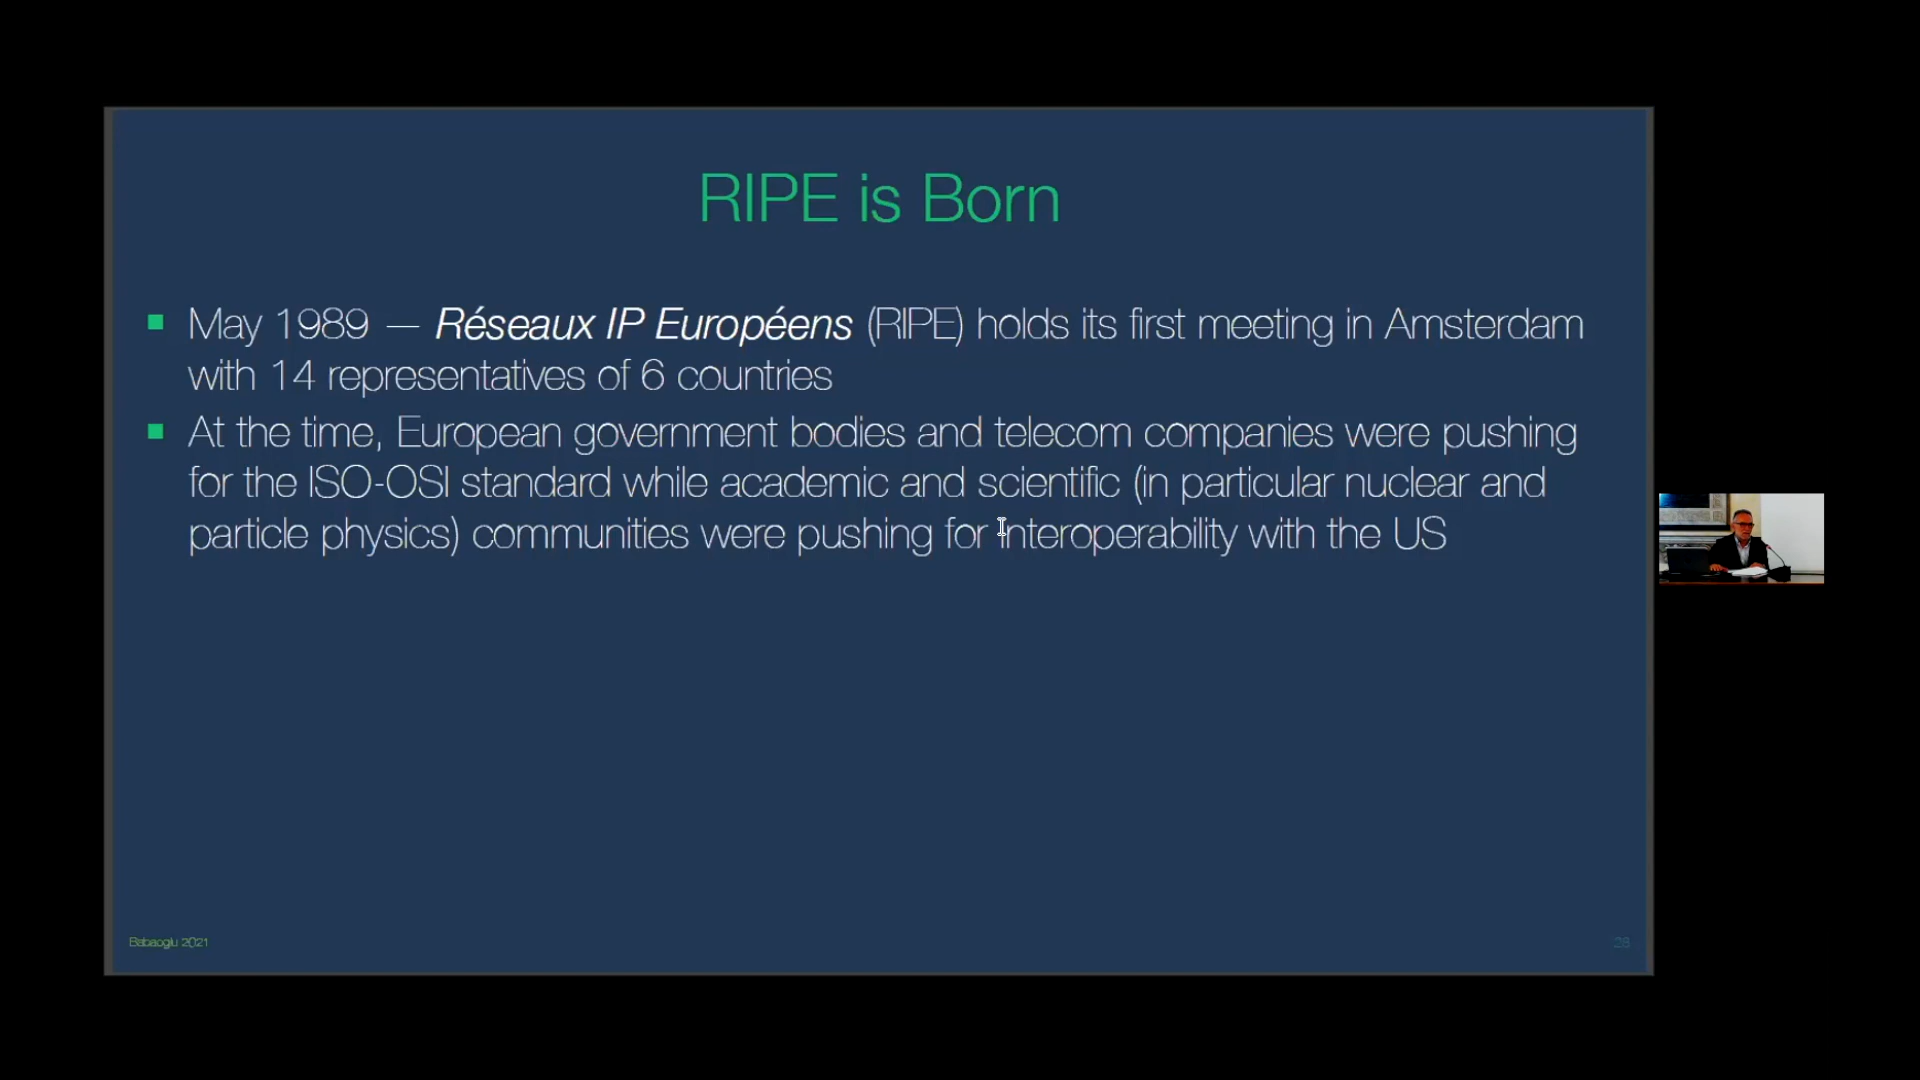 RIPE is Born
▪ May 1989 — Réseaux IP Européens (RIPE) holds its first meeting in Amsterdam
with 14 representatives of 6 countries
▪ At the time, European government bodies and telecom companies were pushing
for the ISO-OSI standard while academic and scientific (in particular nuclear and
particle physics) communities were pushing for interoperability with the US
Babaoglu 2021
28